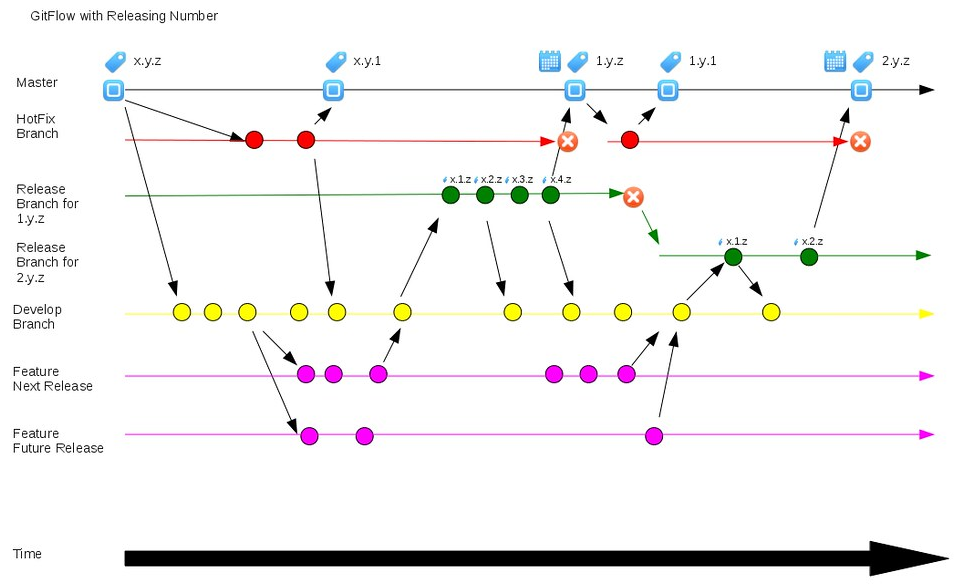 GitFlow with Releasing Number
x.y.z
x.y.1
1.y.z
1.y.1
2.y.z
Master
HotFix
Branch
x.1.z
x.2.z
x.3.z
x.4.z
Release
Branch for
1.y.z
x.1.z
x.2.z
Release
Branch for
2.y.z
Develop
Branch
Feature
Next Release
Feature
Future Release
Time